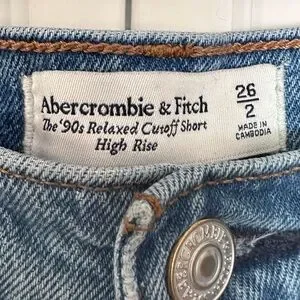 Abercrombie & Fitch
The '90s Relaxed Cutoff Short
High Rise
26
2
MADE IN
CAMBODIA